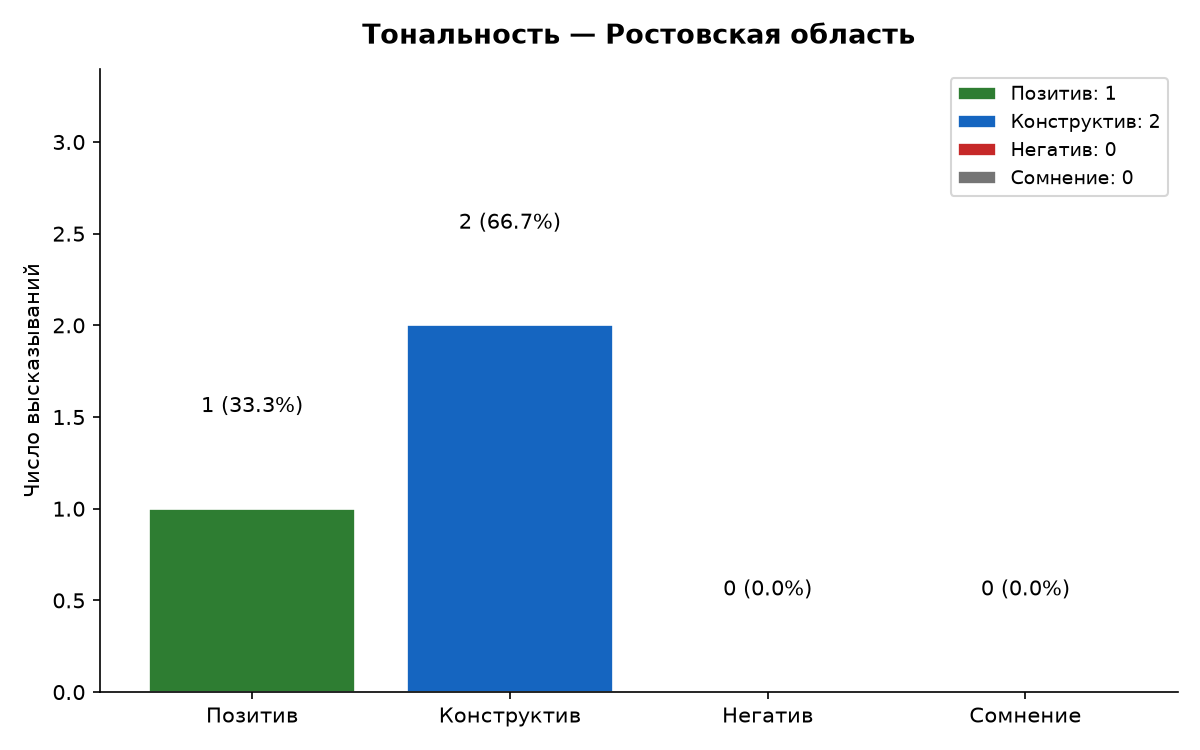 Тональность — Ростовская область
Позитив: 1
Конструктив: 2
Негатив: 0
Сомнение: 0
Число высказываний
3.0
2.5
2.0
1.5
1.0
0.5
0.0
2 (66.7%)
1 (33.3%)
0 (0.0%)
0 (0.0%)
Позитив
Конструктив
Негатив
Сомнение